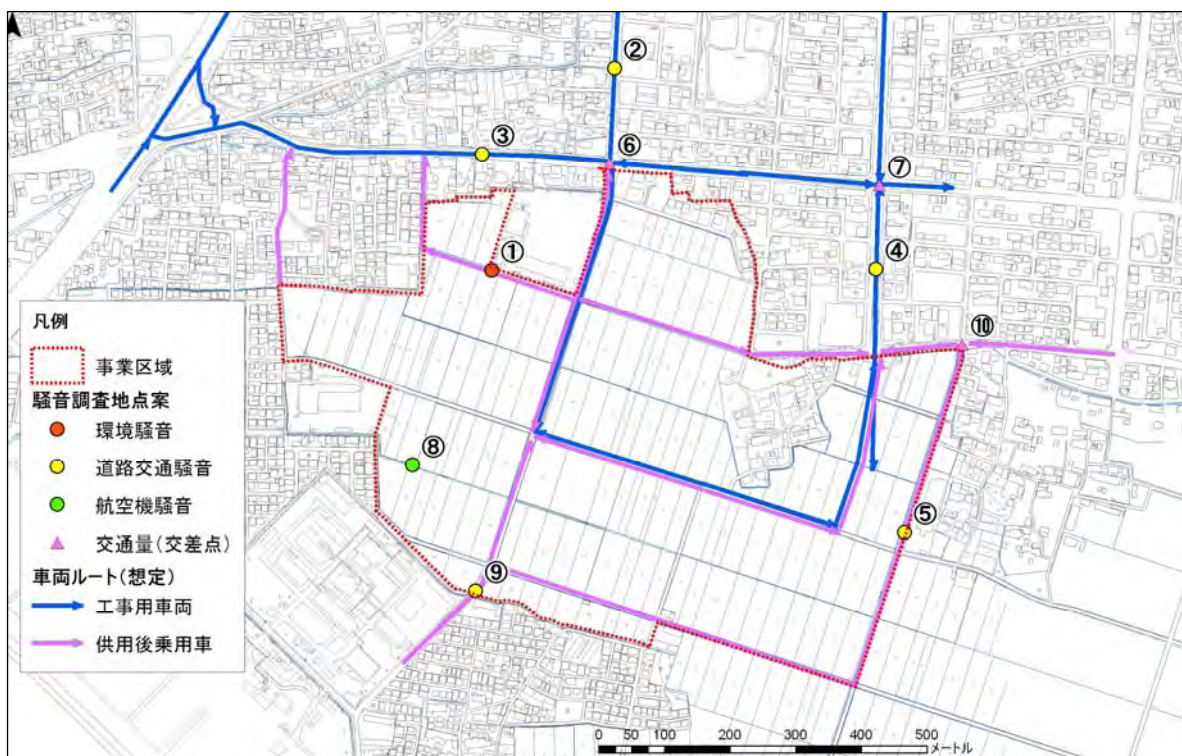 ②
③
⑥
⑦
①
④
⑩
⑧
⑤
⑨
凡例
事業区域
騒音調査地点案
環境騒音
道路交通騒音
航空機騒音
交通量(交差点)
車両ルート(想定)
工事用車両
供用後乗用車
0 50 100 200 300 400 500
メートル